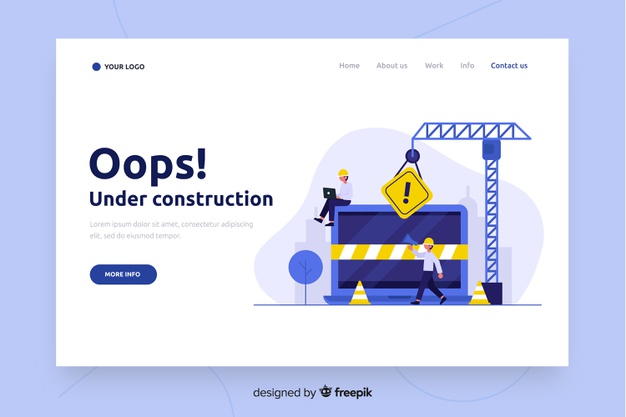 YOUR LOGO
Home About us Work Info Contact us
Oops!
Under construction
Lorem ipsum dolor sit amet, consectetur adipiscing elit,
sed do eiusmod tempor.
MORE INFO
!
designed by freepik